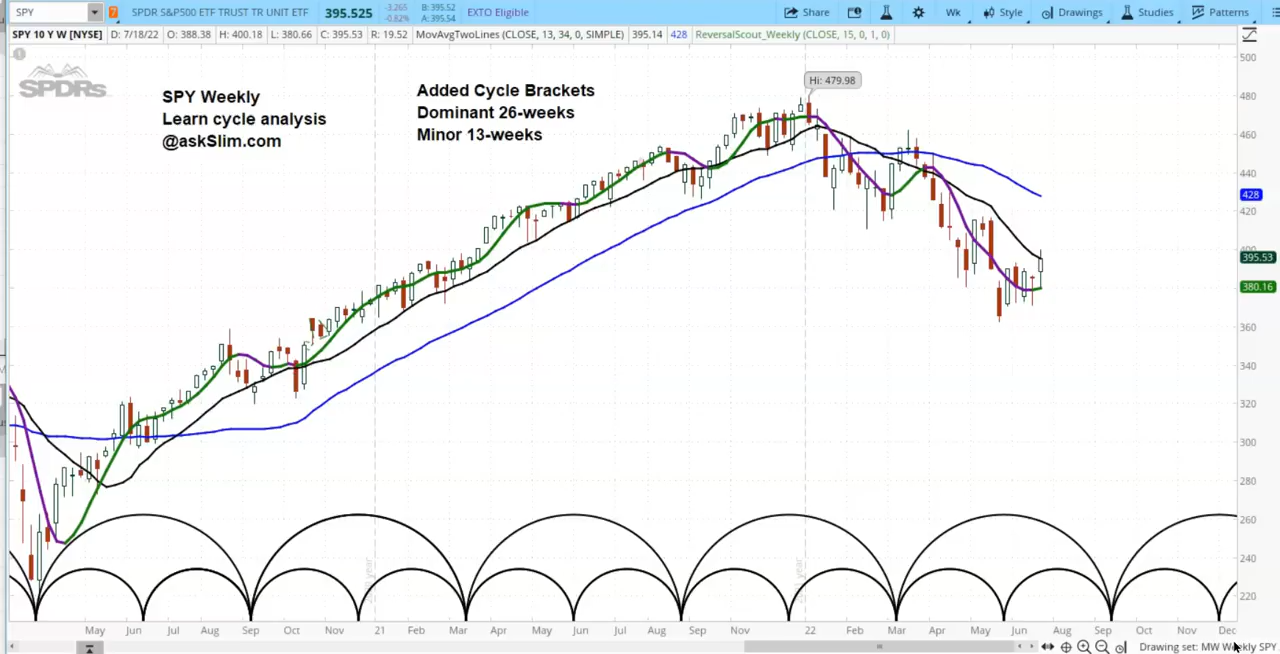 SPY
7
SPDR S&P500 ETF TRUST TR UNIT ETF
395.525
-3.265
-0.82%
B: 395.52
A: 395.54
EXTO Eligible
Share
Wk
Style
Drawings
Studies
Patterns
SPY 10 Y W [NYSE]
D: 7/18/22
O: 388.38
H: 400.18
L: 380.66
C: 395.53
R: 19.52
MovAvgTwoLines (CLOSE, 13, 34, 0, SIMPLE)
395.14
428
ReversalScout_Weekly (CLOSE, 15, 0, 1, 0)
1
SPDRs
SPY Weekly
Learn cycle analysis
@askSlim.com
Added Cycle Brackets
Dominant 26-weeks
Minor 13-weeks
Hi: 479.98
500
480
460
440
428
420
400
395.53
380.16
360
340
320
300
280
260
240
220
May Jun Jul Aug Sep Oct Nov 21 Feb Mar Apr May Jun Jul Aug Sep Nov 22 Feb Mar Apr May Jun Aug Sep Oct Nov Dec
Drawing set: MW Weekly SPY